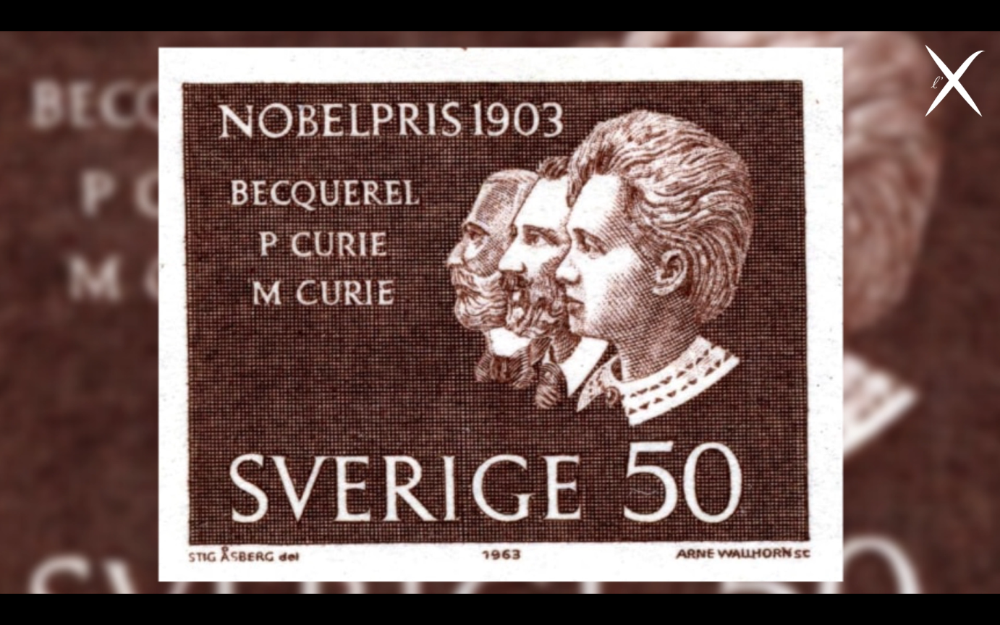 NOBELPRIS 1903
BECQUEREL
P CURIE
M CURIE
SVERIGE 50
STIG ÅSBERG del
1963
ARNE WALLHORN sc
l'X